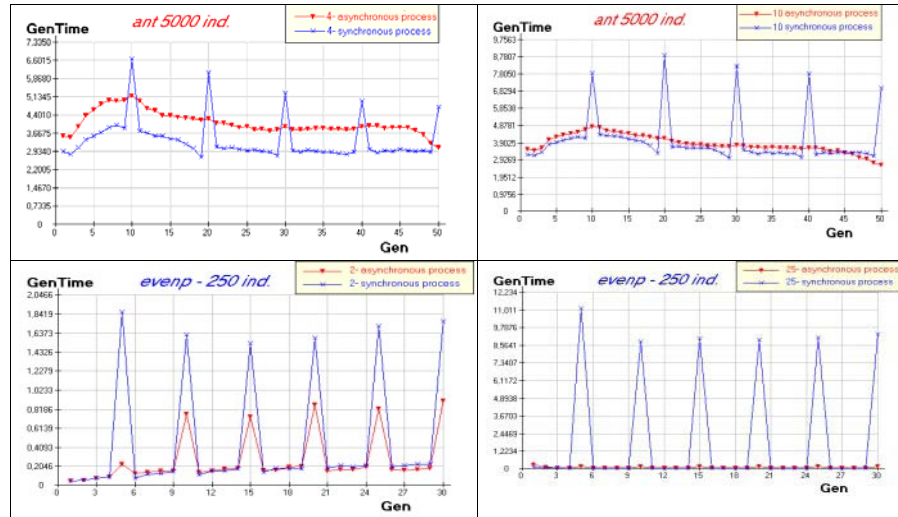 ant 5000 ind.
4- asynchronous process
4- synchronous process
GenTime
7,3350
6,6015
5,8680
5,1345
4,4010
3,6675
2,9340
2,2005
1,4670
0,7335
0
0 5 10 15 20 25 30 35 40 45 50
Gen
ant 5000 ind.
10 asynchronous process
10 synchronous process
GenTime
9,7563
8,7807
7,8050
6,8294
5,8538
4,8781
3,9025
2,9269
1,9512
0,9756
0
0 5 10 15 20 25 30 35 40 45 50
Gen
evenp - 250 ind.
2- asynchronous process
2- synchronous process
GenTime
2,0466
1,8419
1,6373
1,4326
1,2279
1,0233
0,8186
0,6139
0,4093
0,2046
0
0 3 6 9 12 15 18 21 24 27 30
Gen
evenp - 250 ind.
25- asynchronous process
25- synchronous process
GenTime
12,234
11,011
9,7876
8,5641
7,3407
6,1172
4,8938
3,6703
2,4469
1,2234
0
0 3 6 9 12 15 18 21 24 27 30
Gen